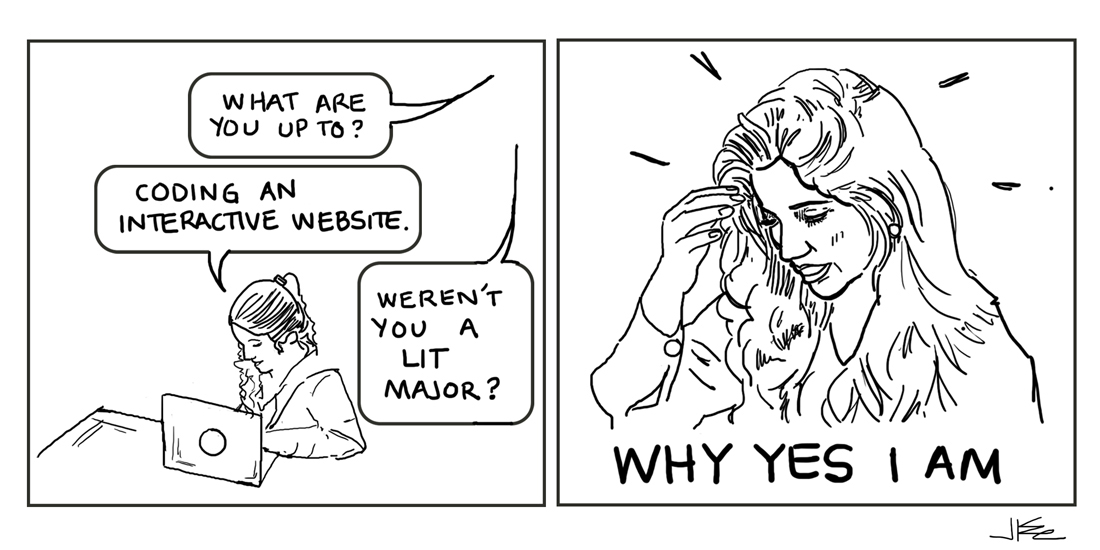 WHAT ARE
YOU UP TO?
CODING AN
INTERACTIVE WEBSITE.
WEREN'T
YOU A
LIT
MAJOR?
WHY YES I AM